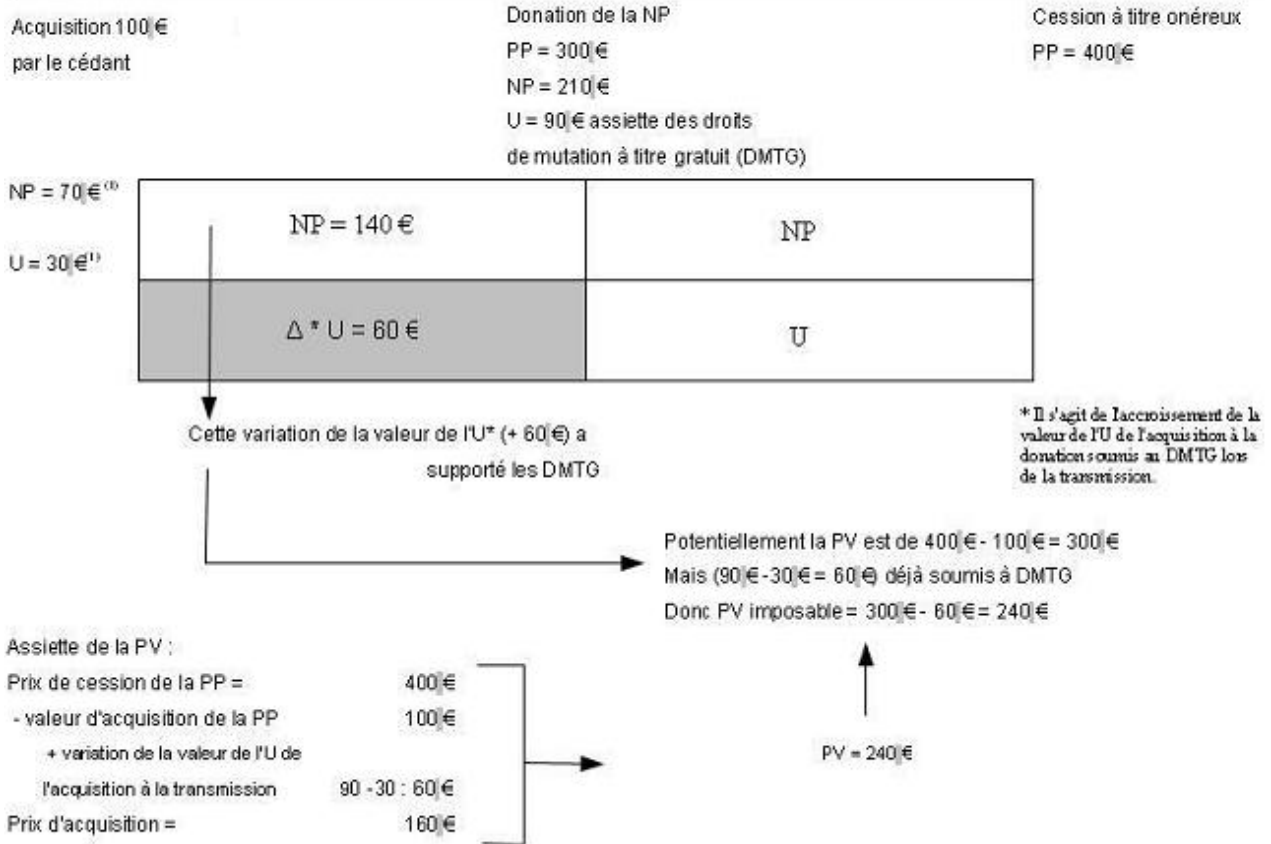 Acquisition 100 €
par le cédant
Donation de la NP
PP = 300 €
NP = 210 €
U = 90 € assiette des droits
de mutation à titre gratuit (DMTG)
Cession à titre onéreux
PP = 400 €
NP = 70 € (1)
U = 30 € (1)
NP = 140 €
NP
Δ * U = 60 €
U
Cette variation de la valeur de l'U* (+ 60 €) a
supporté les DMTG
* Il s'agit de l'accroissement de la
valeur de l'U de l'acquisition à la
donation soumis au DMTG lors
de la transmission.
Potentiellement la PV est de 400 € - 100 € = 300 €
Mais (90 € - 30 € = 60 €) déjà soumis à DMTG
Donc PV imposable = 300 € - 60 € = 240 €
Assiette de la PV :
Prix de cession de la PP = 400 €
- valeur d'acquisition de la PP 100 €
+ variation de la valeur de l'U de
l'acquisition à la transmission 90 - 30 : 60 €
Prix d'acquisition = 160 €
PV = 240 €